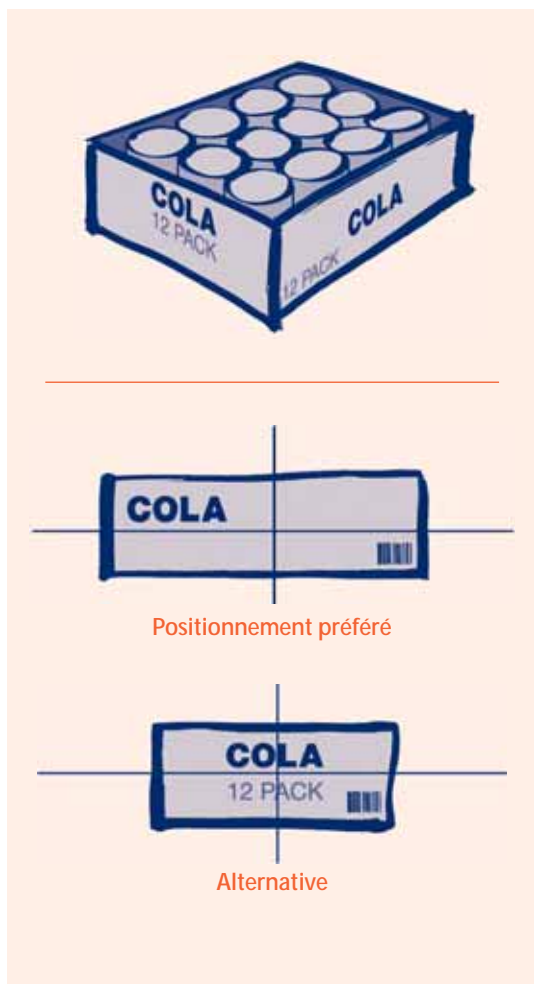 COLA
12 PACK
COLA
12 PACK
COLA
Positionnement préféré
COLA
12 PACK
Alternative